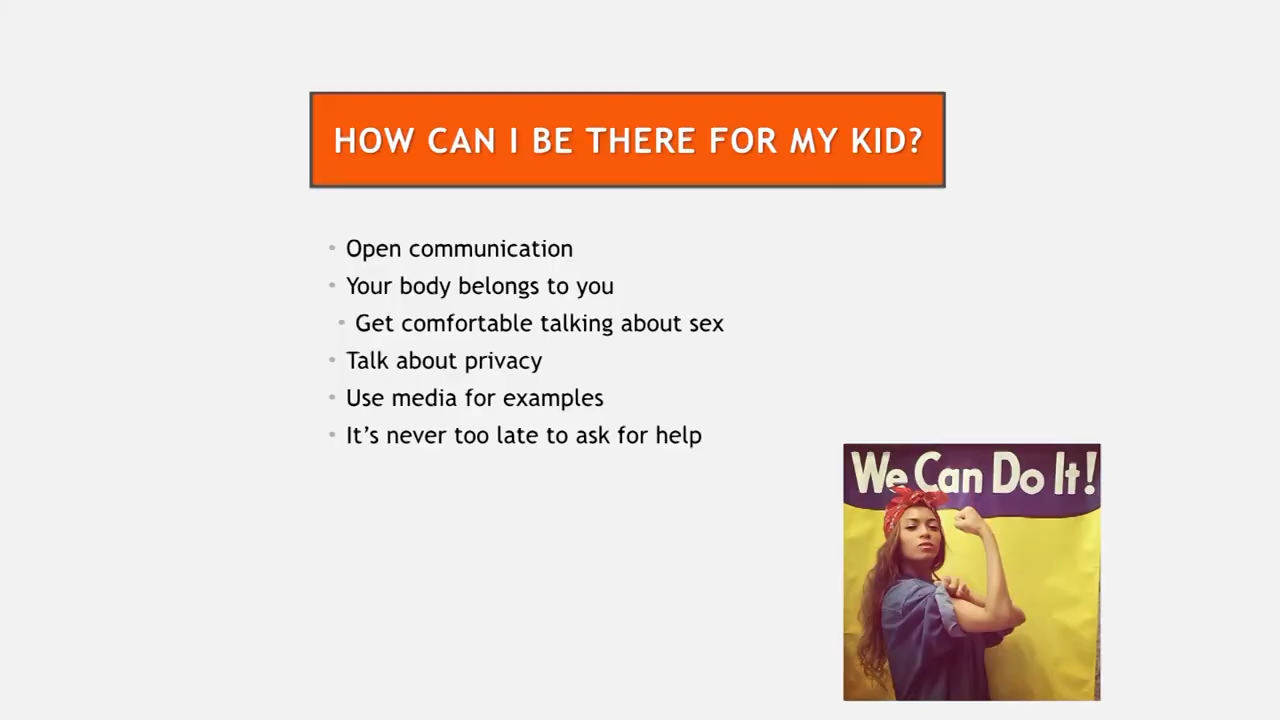 HOW CAN I BE THERE FOR MY KID?
• Open communication
• Your body belongs to you
• Get comfortable talking about sex
• Talk about privacy
• Use media for examples
• It’s never too late to ask for help
We Can Do It!